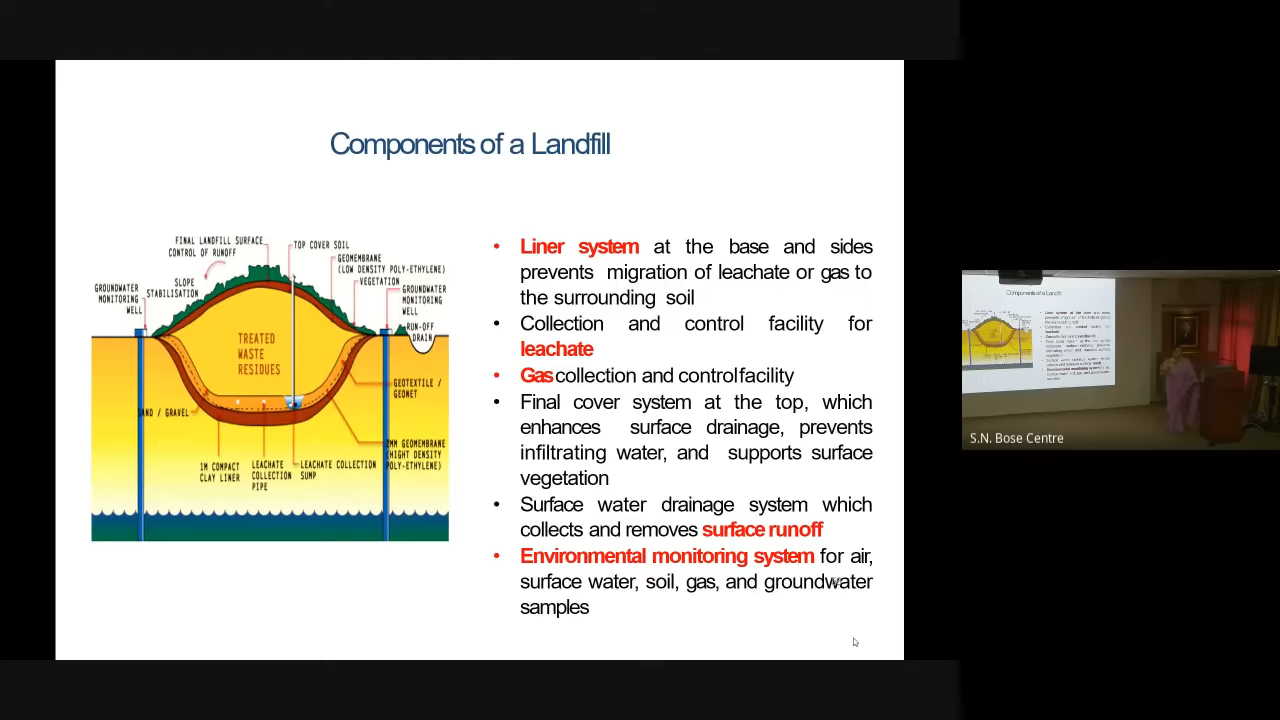 Components of a Landfill
FINAL LANDFILL SURFACE
CONTROL OF RUNOFF
TOP COVER SOIL
GEOMEMBRANE
(LOW DENSITY POLY-ETHYLENE)
VEGETATION
SLOPE
STABILISATION
GROUNDWATER
MONITORING
WELL
GROUNDWATER
MONITORING
WELL
RUN-OFF
DRAIN
TREATED
WASTE
RESIDUES
GEOTEXTILE /
GEONET
SAND / GRAVEL
2MM GEOMEMBRANE
(HIGHT DENSITY
POLY-ETHYLENE)
1M COMPACT
CLAY LINER
LEACHATE
COLLECTION
PIPE
LEACHATE COLLECTION
SUMP
• Liner system at the base and sides
prevents migration of leachate or gas to
the surrounding soil
• Collection and control facility for
leachate
• Gas collection and control facility
• Final cover system at the top, which
enhances surface drainage, prevents
infiltrating water, and supports surface
vegetation
• Surface water drainage system which
collects and removes surface runoff
• Environmental monitoring system for air,
surface water, soil, gas, and groundwater
samples
Components of a Landfill
S.N. Bose Centre